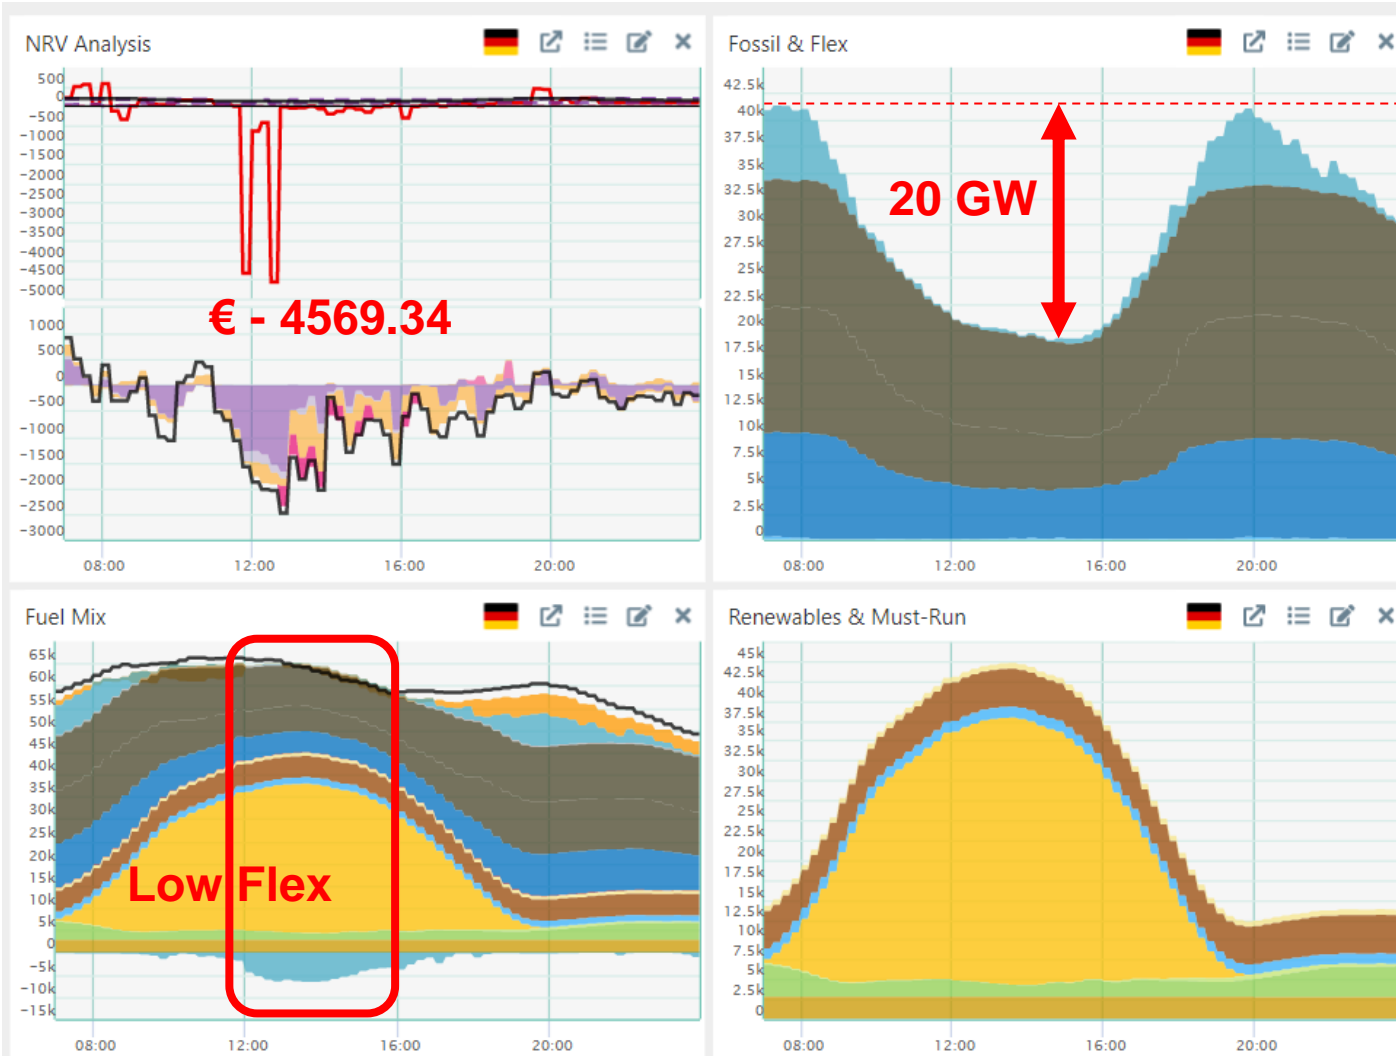 NRV Analysis
500
0
-500
-1000
-1500
-2000
-2500
-3000
-3500
-4000
-4500
-5000
€ - 4569.34
1000
500
0
-500
-1000
-1500
-2000
-2500
-3000
08:00 12:00 16:00 20:00
Fossil & Flex
42.5k
40k
37.5k
35k
32.5k
30k
27.5k
25k
22.5k
20k
17.5k
15k
12.5k
10k
7.5k
5k
2.5k
0
20 GW
08:00 12:00 16:00 20:00
Fuel Mix
65k
60k
55k
50k
45k
40k
35k
30k
25k
20k
15k
10k
5k
0
-5k
-10k
-15k
Low Flex
08:00 12:00 16:00 20:00
Renewables & Must-Run
45k
42.5k
40k
37.5k
35k
32.5k
30k
27.5k
25k
22.5k
20k
17.5k
15k
12.5k
10k
7.5k
5k
2.5k
0
08:00 12:00 16:00 20:00